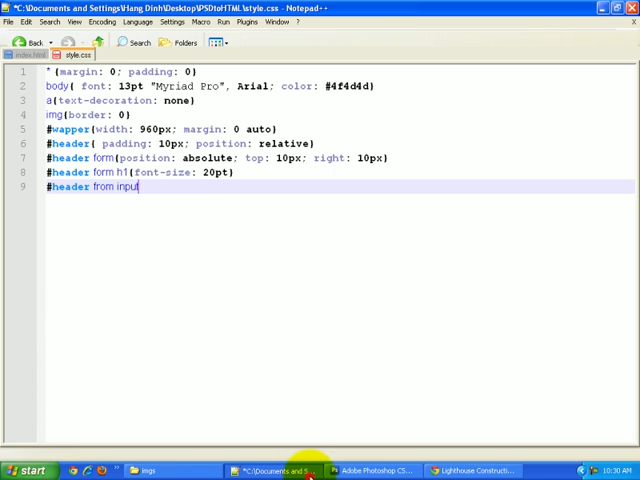 *C:\Documents and Settings\Hang Dinh\Desktop\PSDtoHTML\style.css - Notepad++
File Edit Search View Encoding Language Settings Macro Run Plugins Window ? X
Back Search Folders
index.html style.css
1 * {margin: 0; padding: 0}
2 body{ font: 13pt "Myriad Pro", Arial; color: #4f4d4d}
3 a{text-decoration: none}
4 img{border: 0}
5 #wapper{width: 960px; margin: 0 auto}
6 #header{ padding: 10px; position: relative}
7 #header form{position: absolute; top: 10px; right: 10px}
8 #header form h1{font-size: 20pt}
9 #header from input
start imgs *C:\Documents and S... Adobe Photoshop CS... Lighthouse Constructi... 10:30 AM